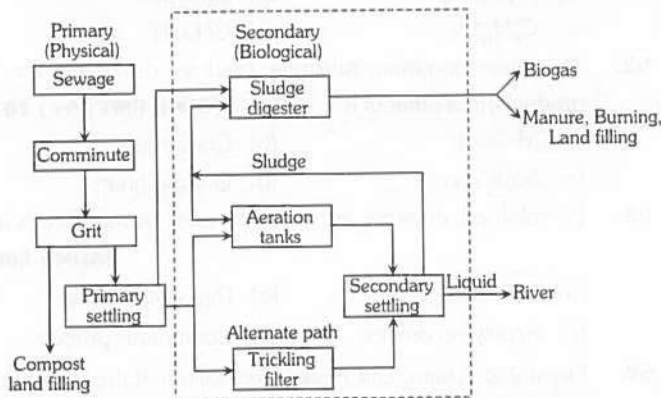 Primary
(Physical)
Sewage
Comminute
Grit
Primary
settling
Compost
land filling
Secondary
(Biological)
Sludge
digester
Sludge
Aeration
tanks
Secondary
settling
Alternate path
Trickling
filter
Biogas
Manure, Burning,
Land filling
Liquid
River